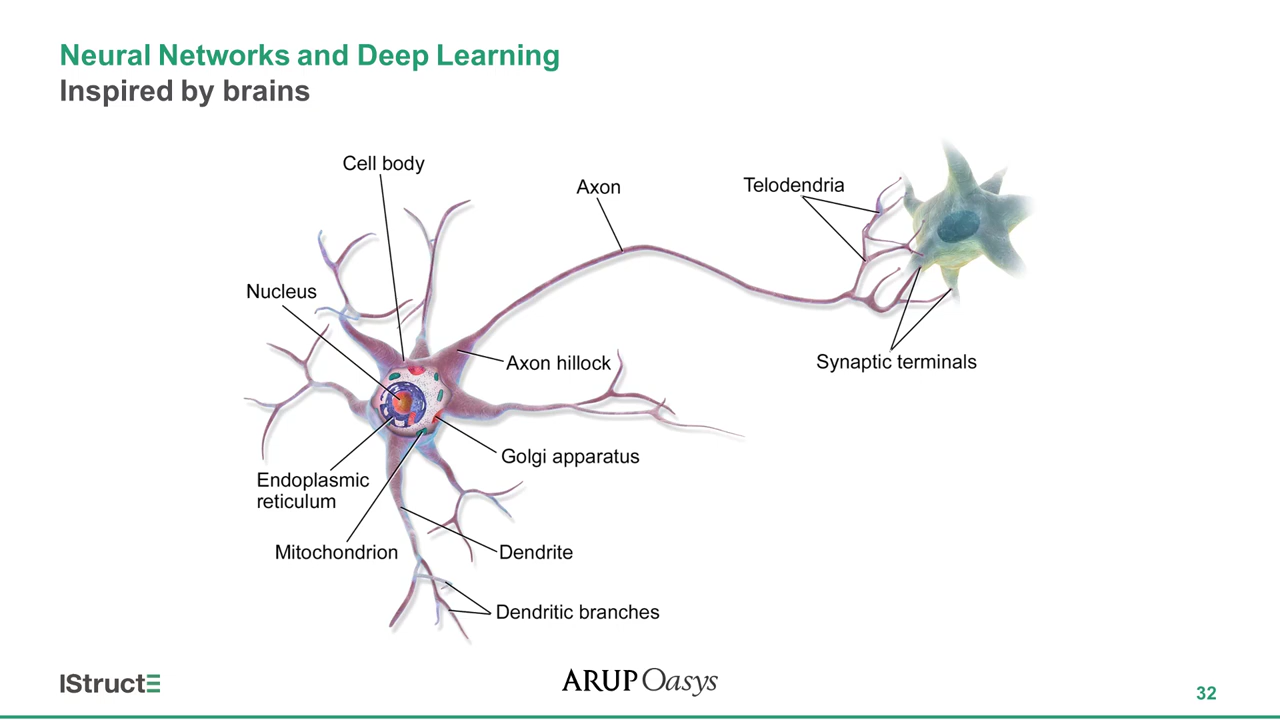 Neural Networks and Deep Learning
Inspired by brains
Cell body
Axon
Telodendria
Nucleus
Axon hillock
Synaptic terminals
Golgi apparatus
Endoplasmic
reticulum
Mitochondrion
Dendrite
Dendritic branches
IStructE
ARUP Oasys
32